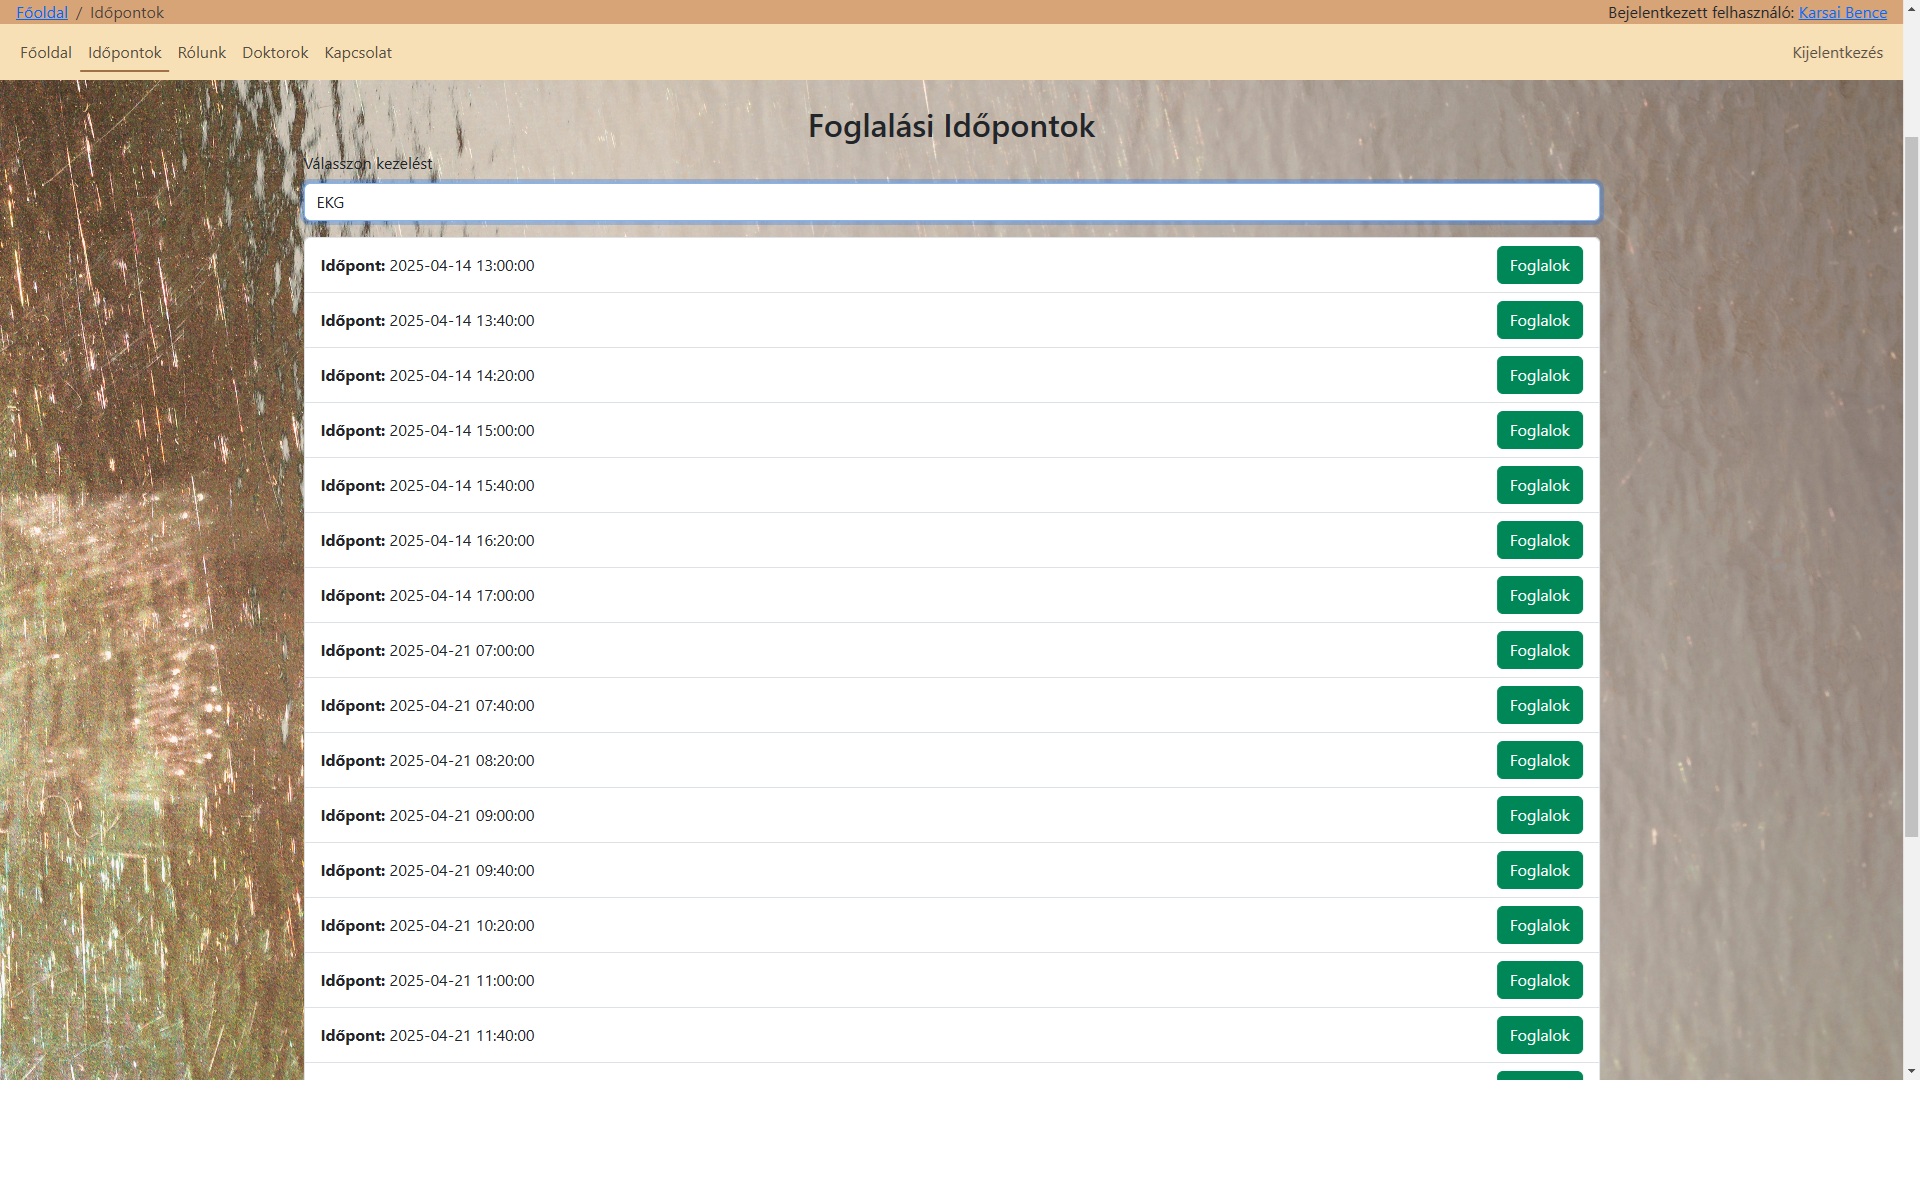 Főoldal / Időpontok Bejelentkezett felhasználó: Karsai Bence
Főoldal Időpontok Rólunk Doktorok Kapcsolat Kijelentkezés
Foglalási Időpontok
Válasszon kezelést
EKG
Időpont: 2025-04-14 13:00:00 Foglalok
Időpont: 2025-04-14 13:40:00 Foglalok
Időpont: 2025-04-14 14:20:00 Foglalok
Időpont: 2025-04-14 15:00:00 Foglalok
Időpont: 2025-04-14 15:40:00 Foglalok
Időpont: 2025-04-14 16:20:00 Foglalok
Időpont: 2025-04-14 17:00:00 Foglalok
Időpont: 2025-04-21 07:00:00 Foglalok
Időpont: 2025-04-21 07:40:00 Foglalok
Időpont: 2025-04-21 08:20:00 Foglalok
Időpont: 2025-04-21 09:00:00 Foglalok
Időpont: 2025-04-21 09:40:00 Foglalok
Időpont: 2025-04-21 10:20:00 Foglalok
Időpont: 2025-04-21 11:00:00 Foglalok
Időpont: 2025-04-21 11:40:00 Foglalok